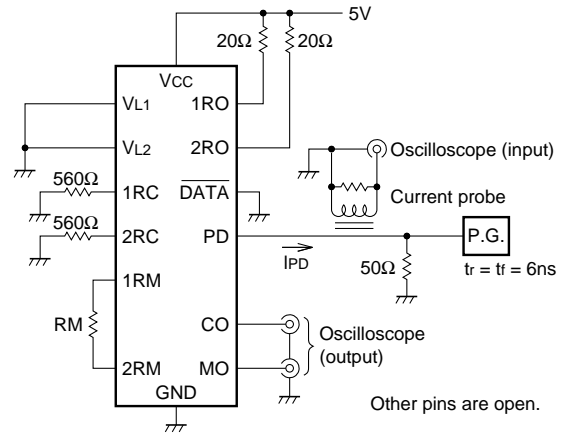 5V
20Ω 20Ω
VCC
VL1 1RO
VL2 2RO
Oscilloscope (input)
560Ω
1RC DATA
Current probe
560Ω
2RC PD
P.G.
IPD
50Ω
tr = tf = 6ns
1RM
RM
CO
Oscilloscope
(output)
2RM MO
GND
Other pins are open.